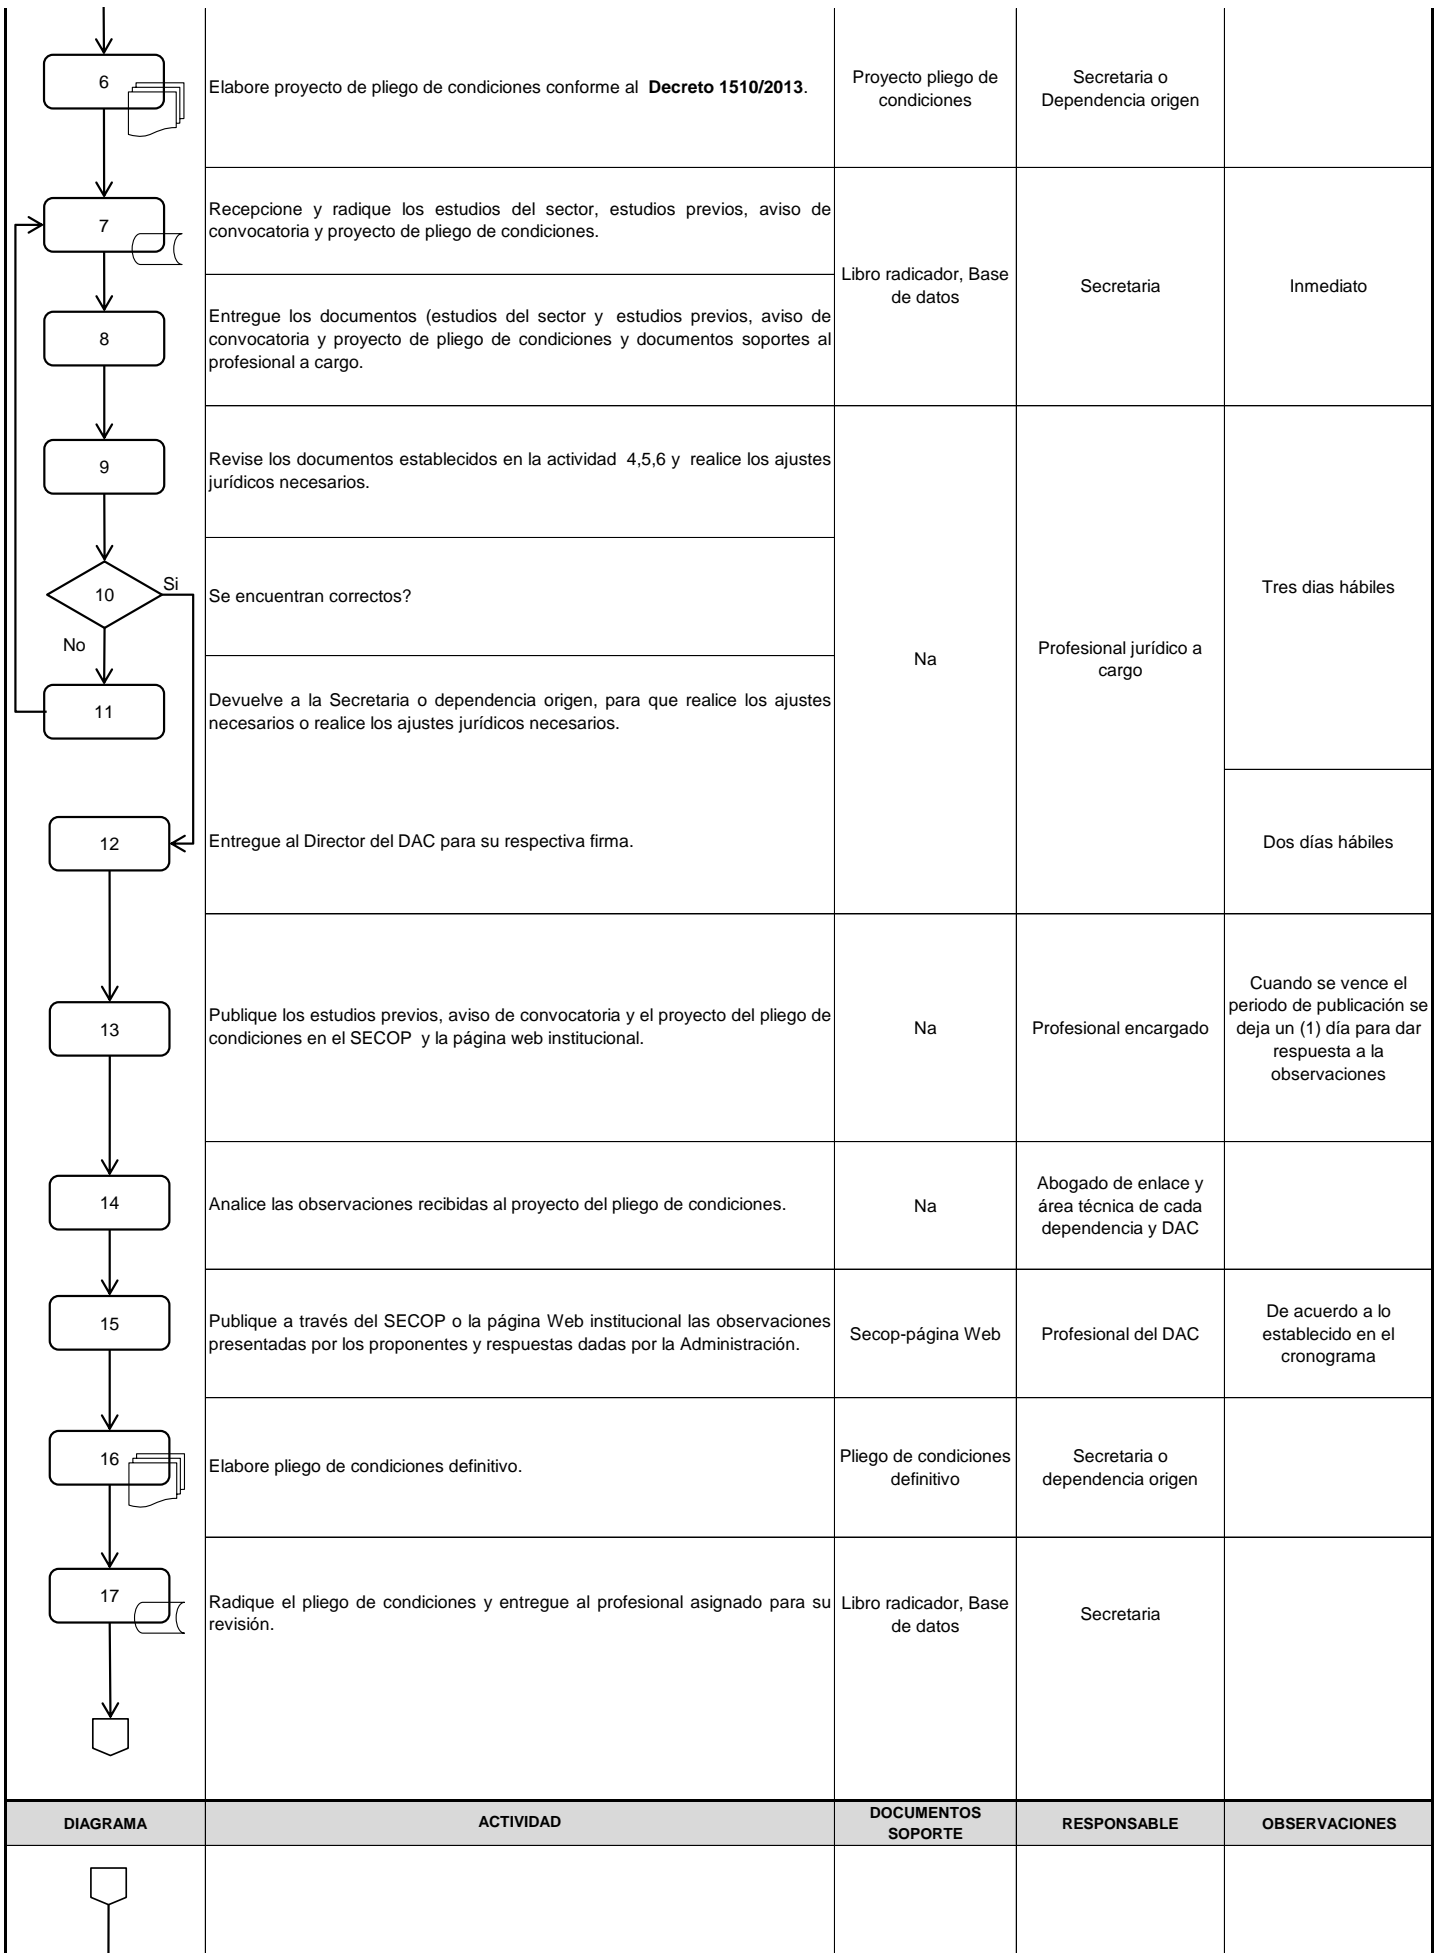 6
Elabore proyecto de pliego de condiciones conforme al Decreto 1510/2013.
Proyecto pliego de
condiciones
Secretaria o
Dependencia origen
7
Recepcione y radique los estudios del sector, estudios previos, aviso de
convocatoria y proyecto de pliego de condiciones.
Libro radicador, Base
de datos
Secretaria
Inmediato
8
Entregue los documentos (estudios del sector y estudios previos, aviso de
convocatoria y proyecto de pliego de condiciones y documentos soportes al
profesional a cargo.
9
Revise los documentos establecidos en la actividad 4,5,6 y realice los ajustes
jurídicos necesarios.
Na
Profesional jurídico a
cargo
Tres dias hábiles
10
Si
No
Se encuentran correctos?
11
Devuelve a la Secretaria o dependencia origen, para que realice los ajustes
necesarios o realice los ajustes jurídicos necesarios.
12
Entregue al Director del DAC para su respectiva firma.
Dos días hábiles
13
Publique los estudios previos, aviso de convocatoria y el proyecto del pliego de
condiciones en el SECOP y la página web institucional.
Na
Profesional encargado
Cuando se vence el
periodo de publicación se
deja un (1) día para dar
respuesta a la
observaciones
14
Analice las observaciones recibidas al proyecto del pliego de condiciones.
Na
Abogado de enlace y
área técnica de cada
dependencia y DAC
15
Publique a través del SECOP o la página Web institucional las observaciones
presentadas por los proponentes y respuestas dadas por la Administración.
Secop-página Web
Profesional del DAC
De acuerdo a lo
establecido en el
cronograma
16
Elabore pliego de condiciones definitivo.
Pliego de condiciones
definitivo
Secretaria o
dependencia origen
17
Radique el pliego de condiciones y entregue al profesional asignado para su
revisión.
Libro radicador, Base
de datos
Secretaria
DIAGRAMA
ACTIVIDAD
DOCUMENTOS
SOPORTE
RESPONSABLE
OBSERVACIONES